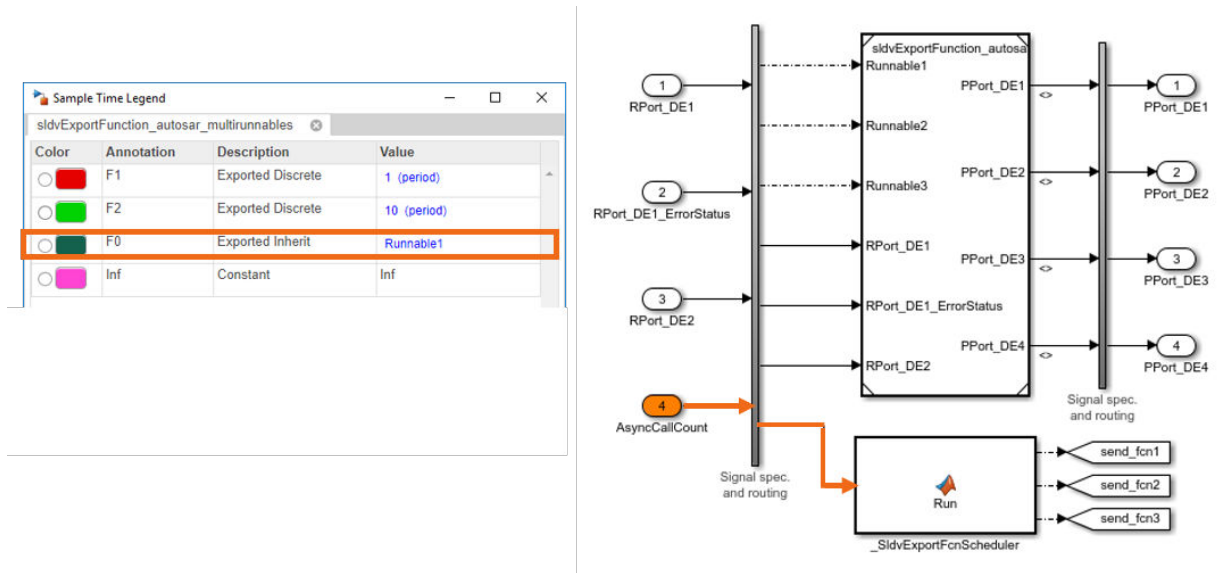 Sample Time Legend
sldvExportFunction_autosar_multirunnables
Color Annotation Description Value
F1 Exported Discrete 1 (period)
F2 Exported Discrete 10 (period)
F0 Exported Inherit Runnable1
Inf Constant Inf
1
RPort_DE1
2
RPort_DE1_ErrorStatus
3
RPort_DE2
4
AsyncCallCount
Signal spec.
and routing
sldvExportFunction_autosa
Runnable1
Runnable2
Runnable3
RPort_DE1
RPort_DE1_ErrorStatus
RPort_DE2
PPort_DE1
<>
PPort_DE2
<>
PPort_DE3
<>
PPort_DE4
<>
Signal spec.
and routing
1
PPort_DE1
2
PPort_DE2
3
PPort_DE3
4
PPort_DE4
Run
_SldvExportFcnScheduler
send_fcn1
send_fcn2
send_fcn3